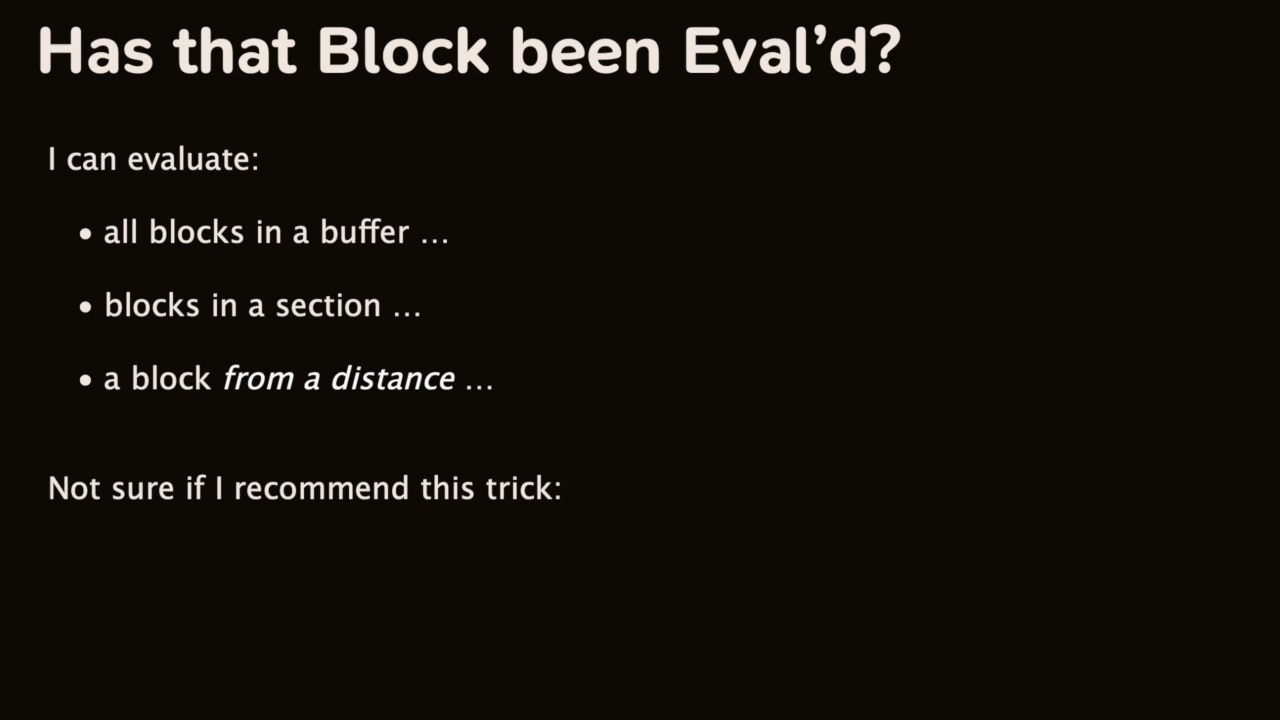 Has that Block been Eval’d?
I can evaluate:
• all blocks in a buffer …
• blocks in a section …
• a block from a distance …
Not sure if I recommend this trick: